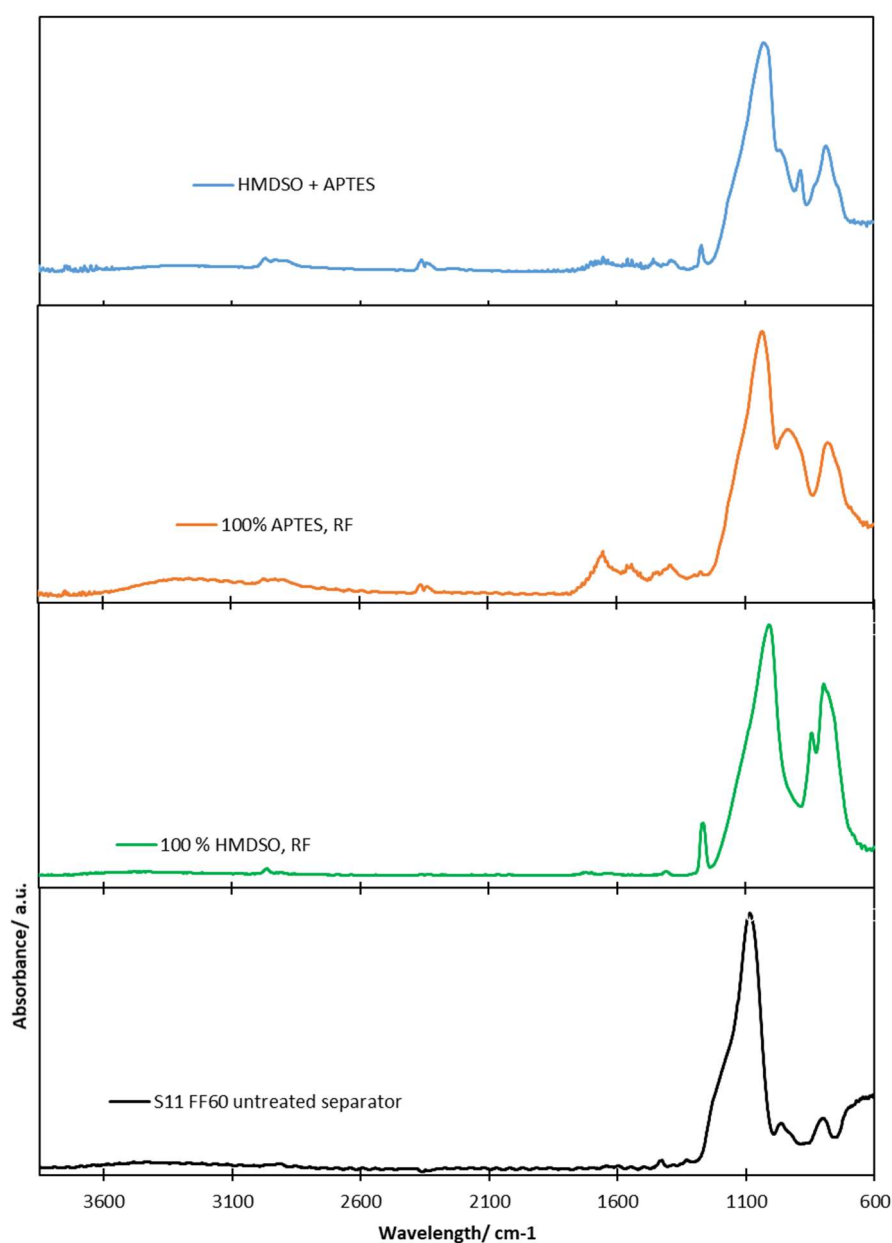 HMDSO + APTES
100% APTES, RF
100 % HMDSO, RF
Absorbance/ a.u.
S11 FF60 untreated separator
3600 3100 2600 2100 1600 1100 600
Wavelength/ cm-1